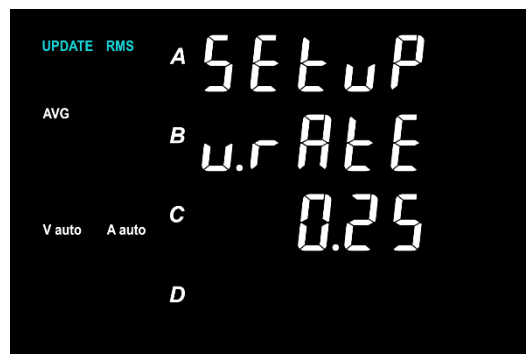 UPDATE RMS
A SEtuP
AVG
B u.rAtE
V auto A auto
C 0.25
D